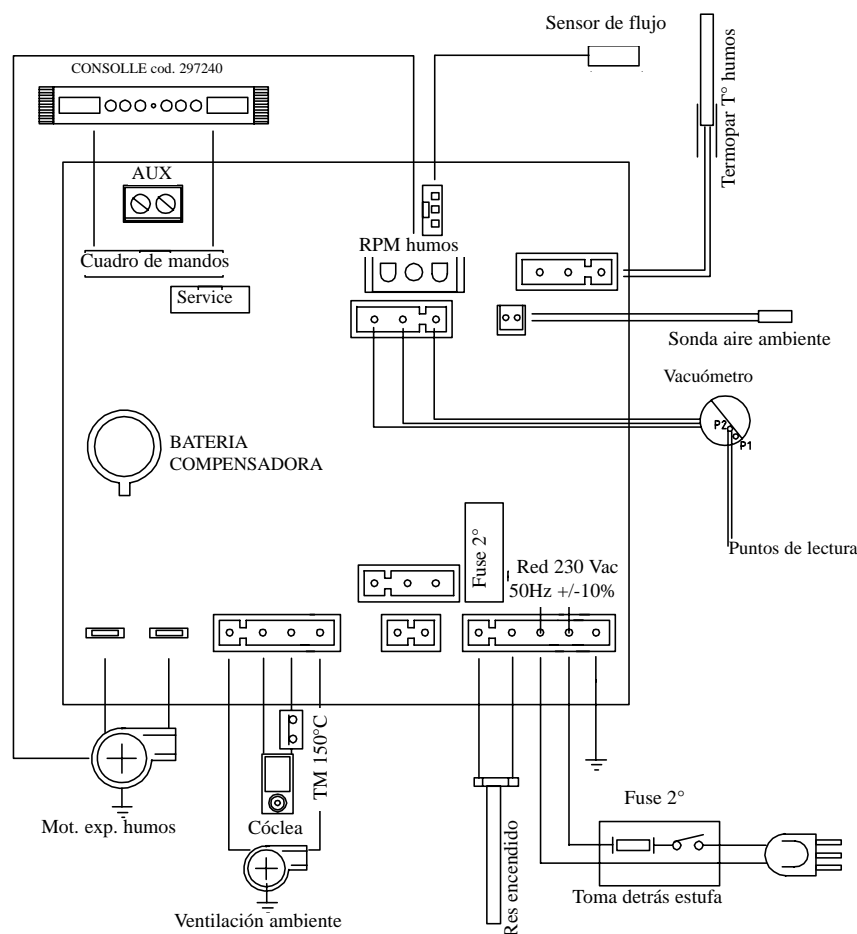 Sensor de flujo
CONSOLLE cod. 297240
Termopar T° humos
AUX
RPM humos
Cuadro de mandos
Service
Sonda aire ambiente
Vacuómetro
P2
P1
BATERIA
COMPENSADORA
Puntos de lectura
Fuse 2°
Red 230 Vac
50Hz +/-10%
TM 150°C
Fuse 2°
Mot. exp. humos
Cóclea
Res encendido
Toma detrás estufa
Ventilación ambiente